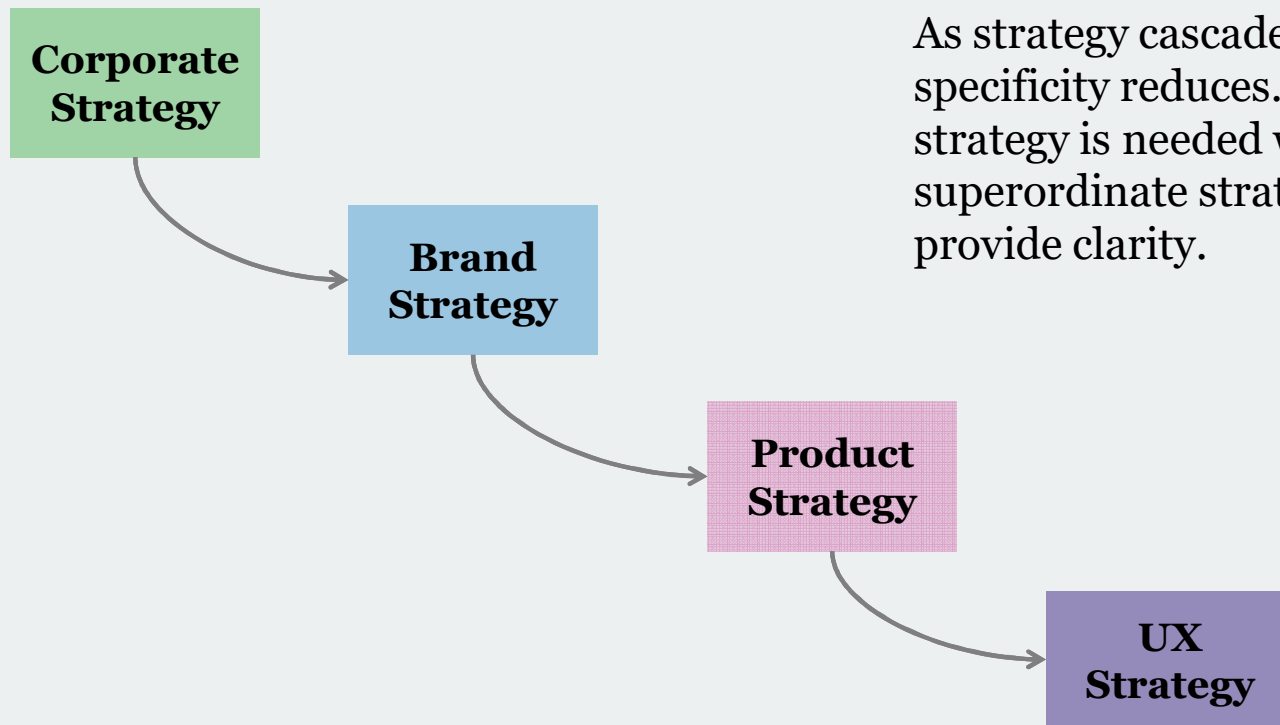 Corporate
Strategy
As strategy cascade
specificity reduces.
strategy is needed
superordinate strat
provide clarity.
Brand
Strategy
Product
Strategy
UX
Strategy